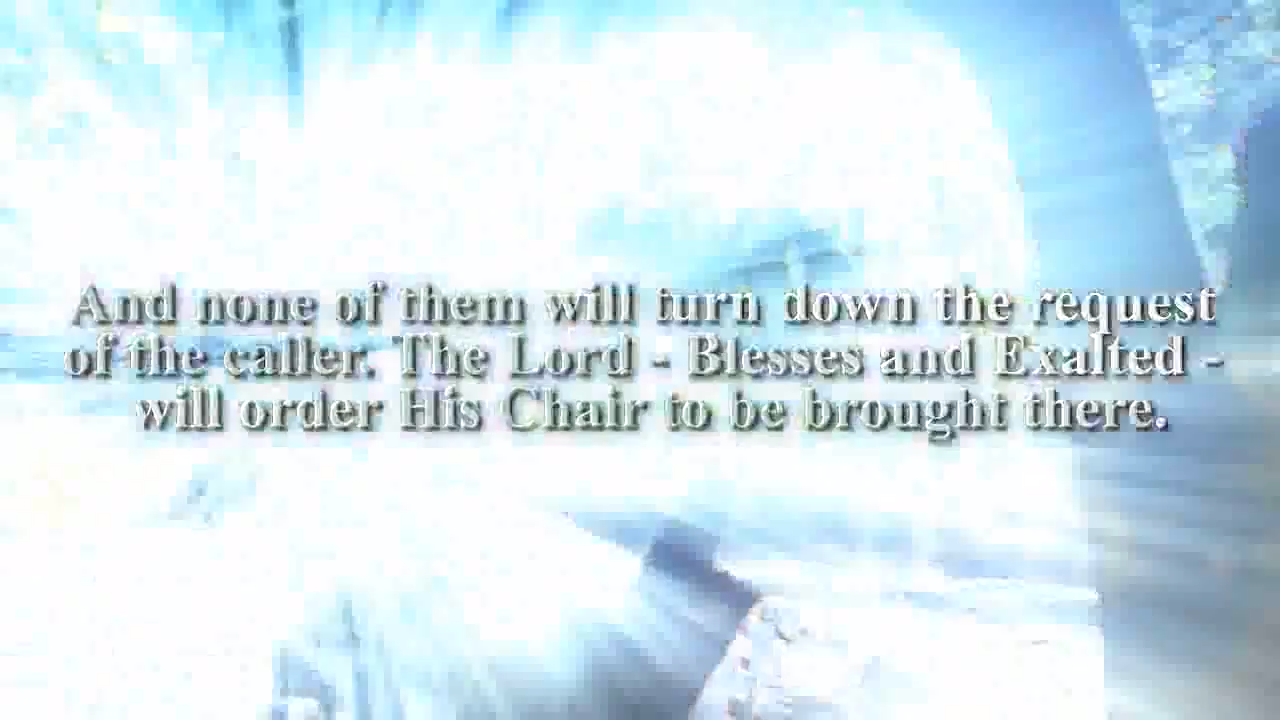 And none of them will turn down the request
of the caller. The Lord - Blesses and Exalted -
will order His Chair to be brought there.